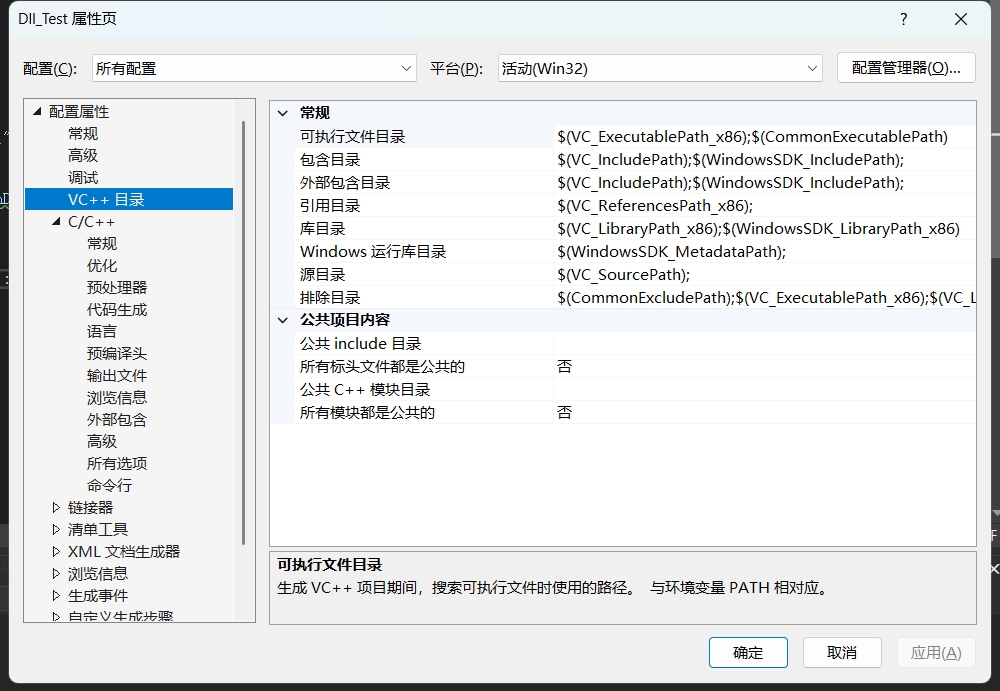 Dll_Test 属性页
?
配置(C):
所有配置
平台(P):
活动(Win32)
配置管理器(O)...
配置属性
常规
高级
调试
VC++ 目录
C/C++
常规
优化
预处理器
代码生成
语言
预编译头
输出文件
浏览信息
外部包含
高级
所有选项
命令行
链接器
清单工具
XML 文档生成器
浏览信息
生成事件
自定义生成步骤
常规
可执行文件目录 $(VC_ExecutablePath_x86);$(CommonExecutablePath)
包含目录 $(VC_IncludePath);$(WindowsSDK_IncludePath);
外部包含目录 $(VC_IncludePath);$(WindowsSDK_IncludePath);
引用目录 $(VC_ReferencesPath_x86);
库目录 $(VC_LibraryPath_x86);$(WindowsSDK_LibraryPath_x86)
Windows 运行库目录 $(WindowsSDK_MetadataPath);
源目录 $(VC_SourcePath);
排除目录 $(CommonExcludePath);$(VC_ExecutablePath_x86);$(VC_L
公共项目内容
公共 include 目录
所有标头文件都是公共的 否
公共 C++ 模块目录
所有模块都是公共的 否
可执行文件目录
生成 VC++ 项目期间，搜索可执行文件时使用的路径。 与环境变量 PATH 相对应。
确定
取消
应用(A)